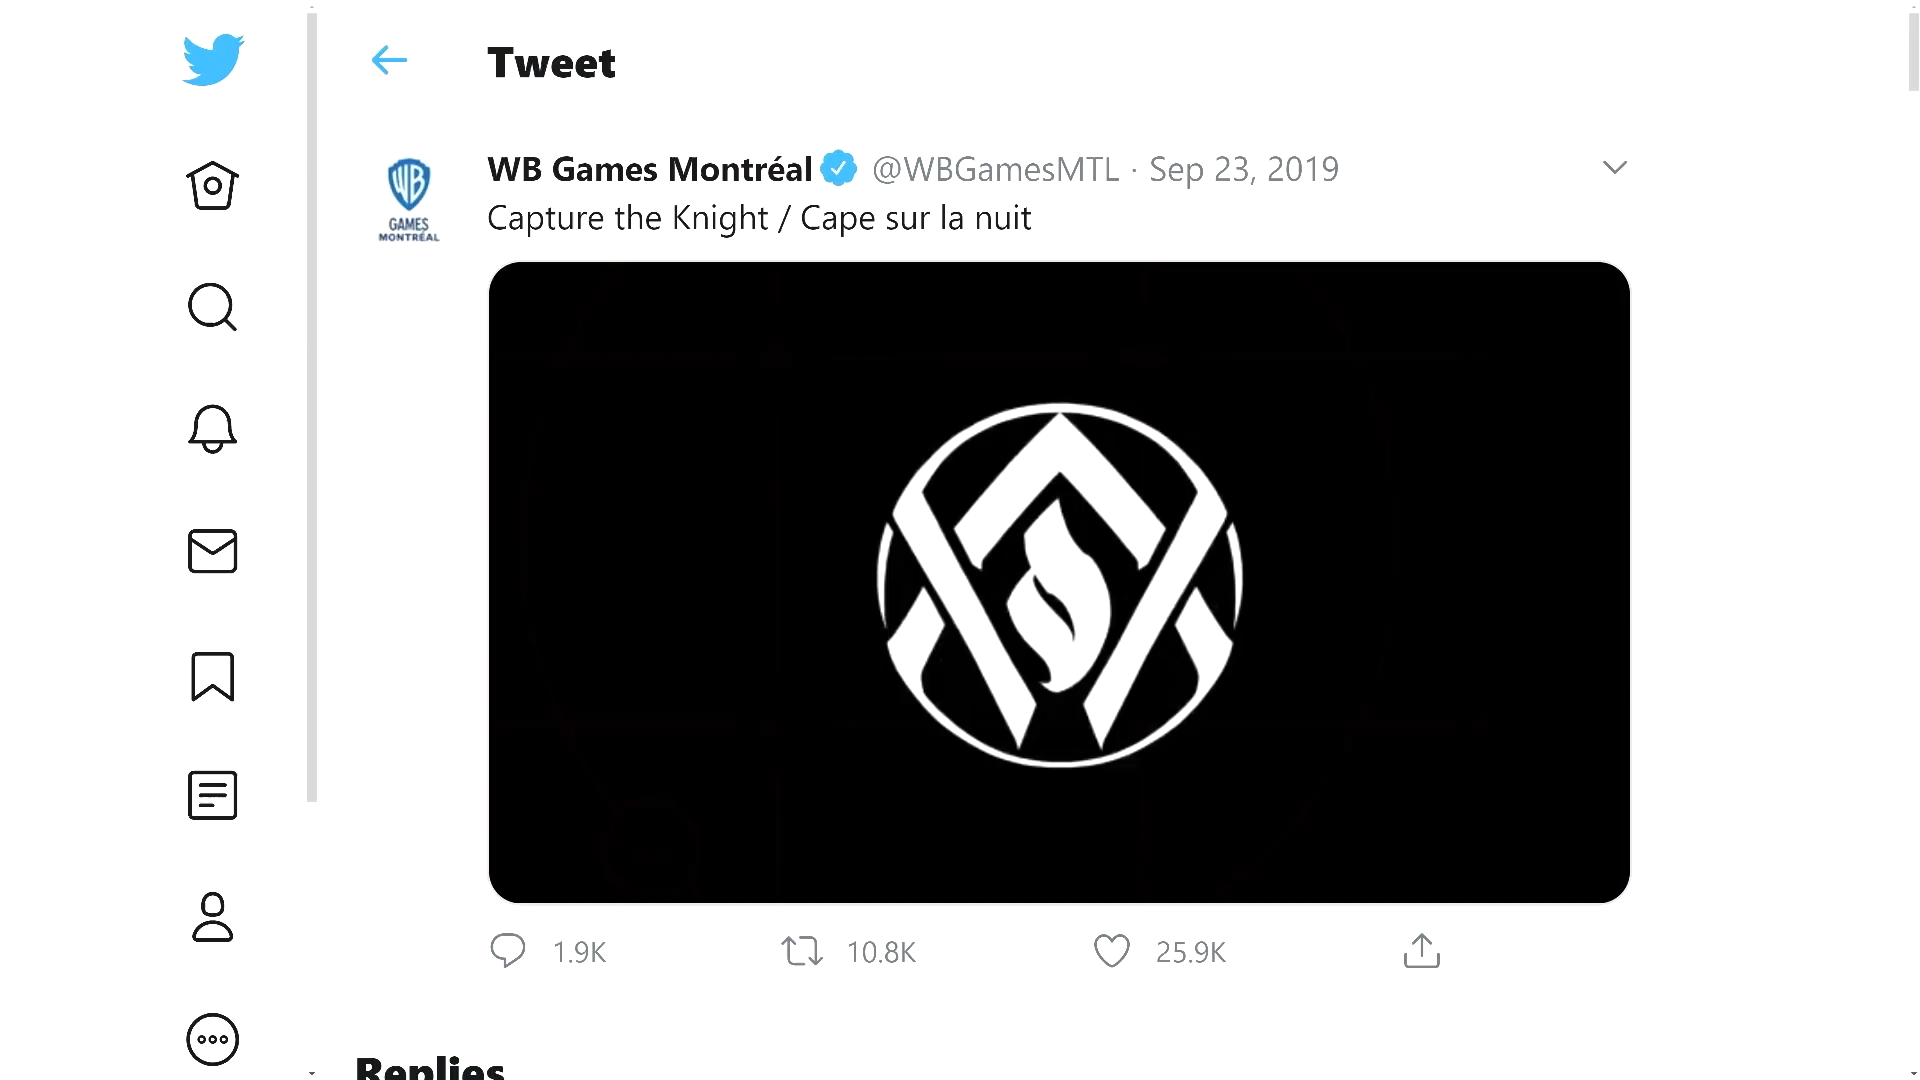 Tweet
WB Games Montréal @WBGamesMTL · Sep 23, 2019
Capture the Knight / Cape sur la nuit
WB
GAMES
MONTRÉAL
1.9K 10.8K 25.9K
Replies